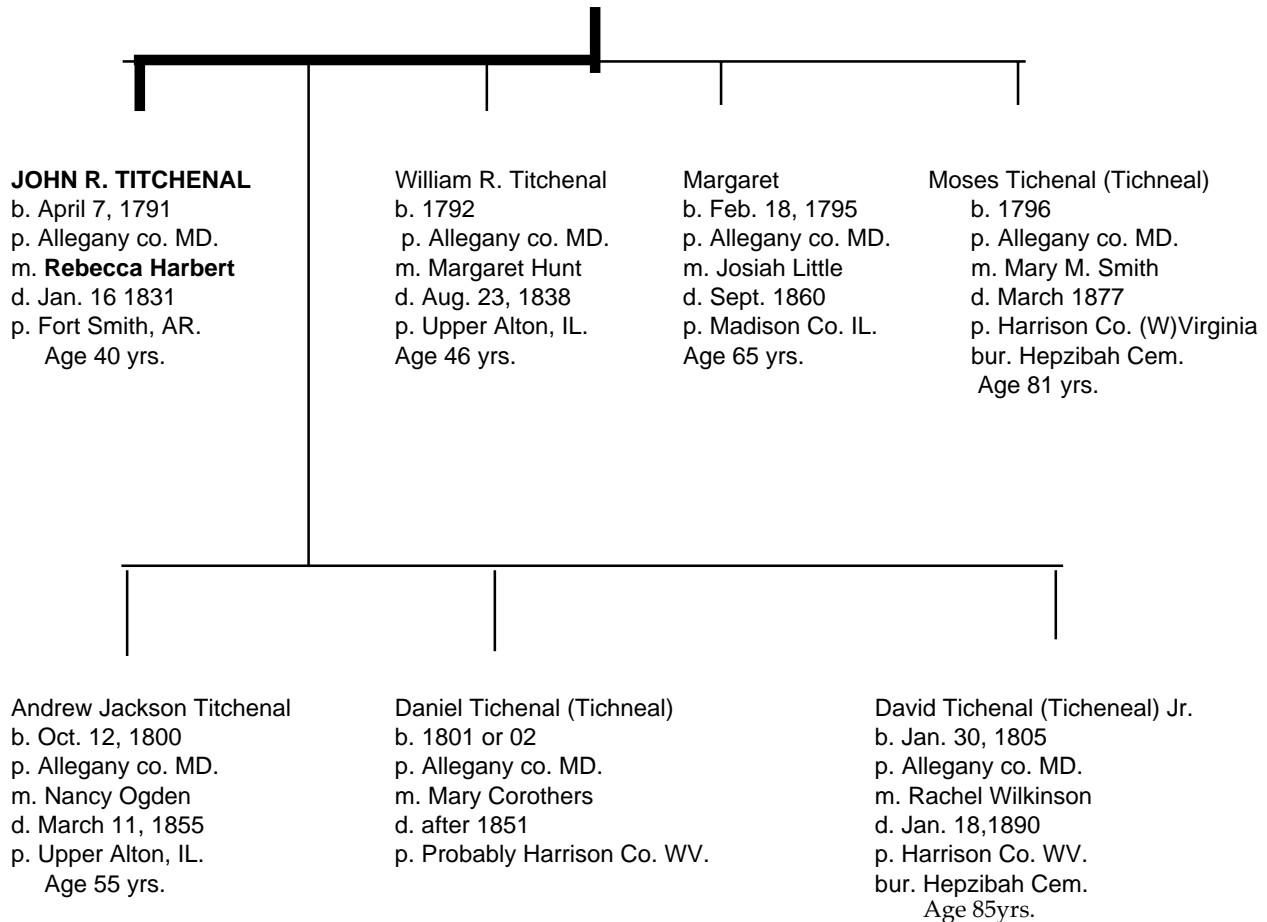 JOHN R. TITCHENAL
b. April 7, 1791
p. Allegany co. MD.
m. Rebecca Harbert
d. Jan. 16 1831
p. Fort Smith, AR.
Age 40 yrs.
William R. Titchenal
b. 1792
p. Allegany co. MD.
m. Margaret Hunt
d. Aug. 23, 1838
p. Upper Alton, IL.
Age 46 yrs.
Margaret
b. Feb. 18, 1795
p. Allegany co. MD.
m. Josiah Little
d. Sept. 1860
p. Madison Co. IL.
Age 65 yrs.
Moses Tichenal (Tichneal)
b. 1796
p. Allegany co. MD.
m. Mary M. Smith
d. March 1877
p. Harrison Co. (W)Virginia
bur. Hepzibah Cem.
Age 81 yrs.
Andrew Jackson Titchenal
b. Oct. 12, 1800
p. Allegany co. MD.
m. Nancy Ogden
d. March 11, 1855
p. Upper Alton, IL.
Age 55 yrs.
Daniel Tichenal (Tichneal)
b. 1801 or 02
p. Allegany co. MD.
m. Mary Corothers
d. after 1851
p. Probably Harrison Co. WV.
David Tichenal (Ticheneal) Jr.
b. Jan. 30, 1805
p. Allegany co. MD.
m. Rachel Wilkinson
d. Jan. 18,1890
p. Harrison Co. WV.
bur. Hepzibah Cem.
Age 85yrs.